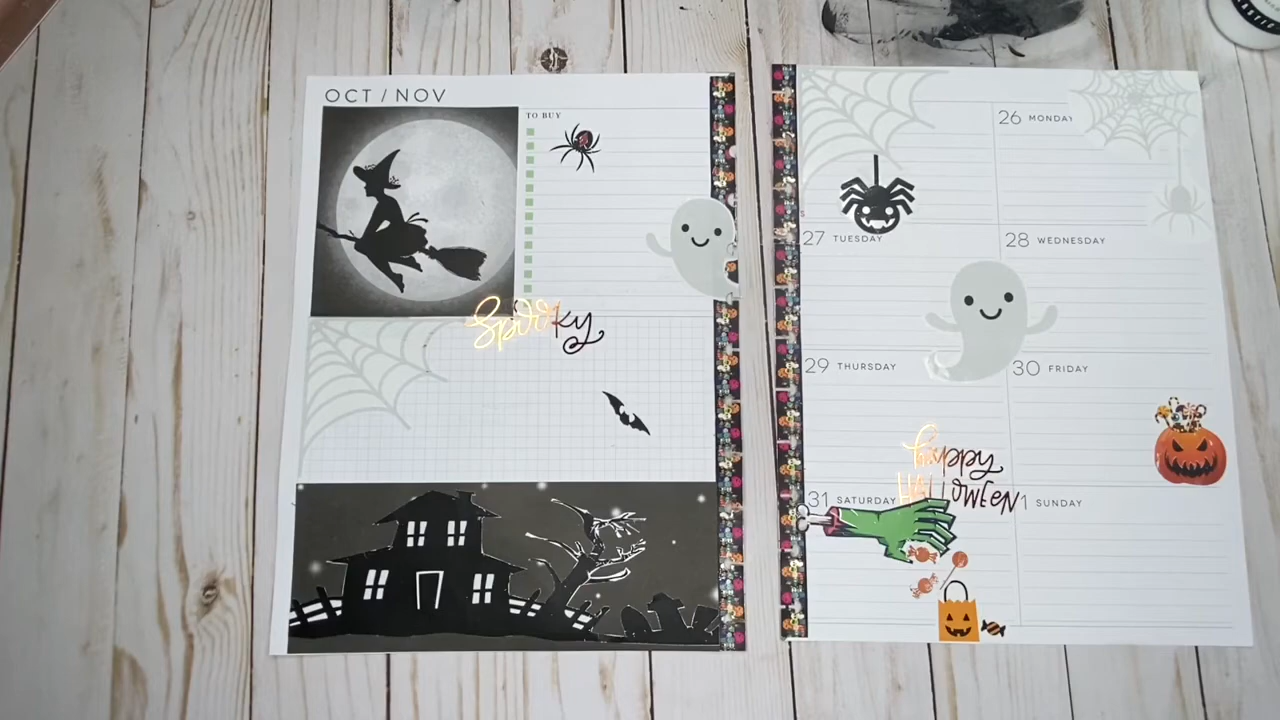 OCT / NOV
TO BUY
Spooky
26 MONDAY
27 TUESDAY
28 WEDNESDAY
29 THURSDAY
30 FRIDAY
happy
HALLOWEEN
31 SATURDAY
1 SUNDAY